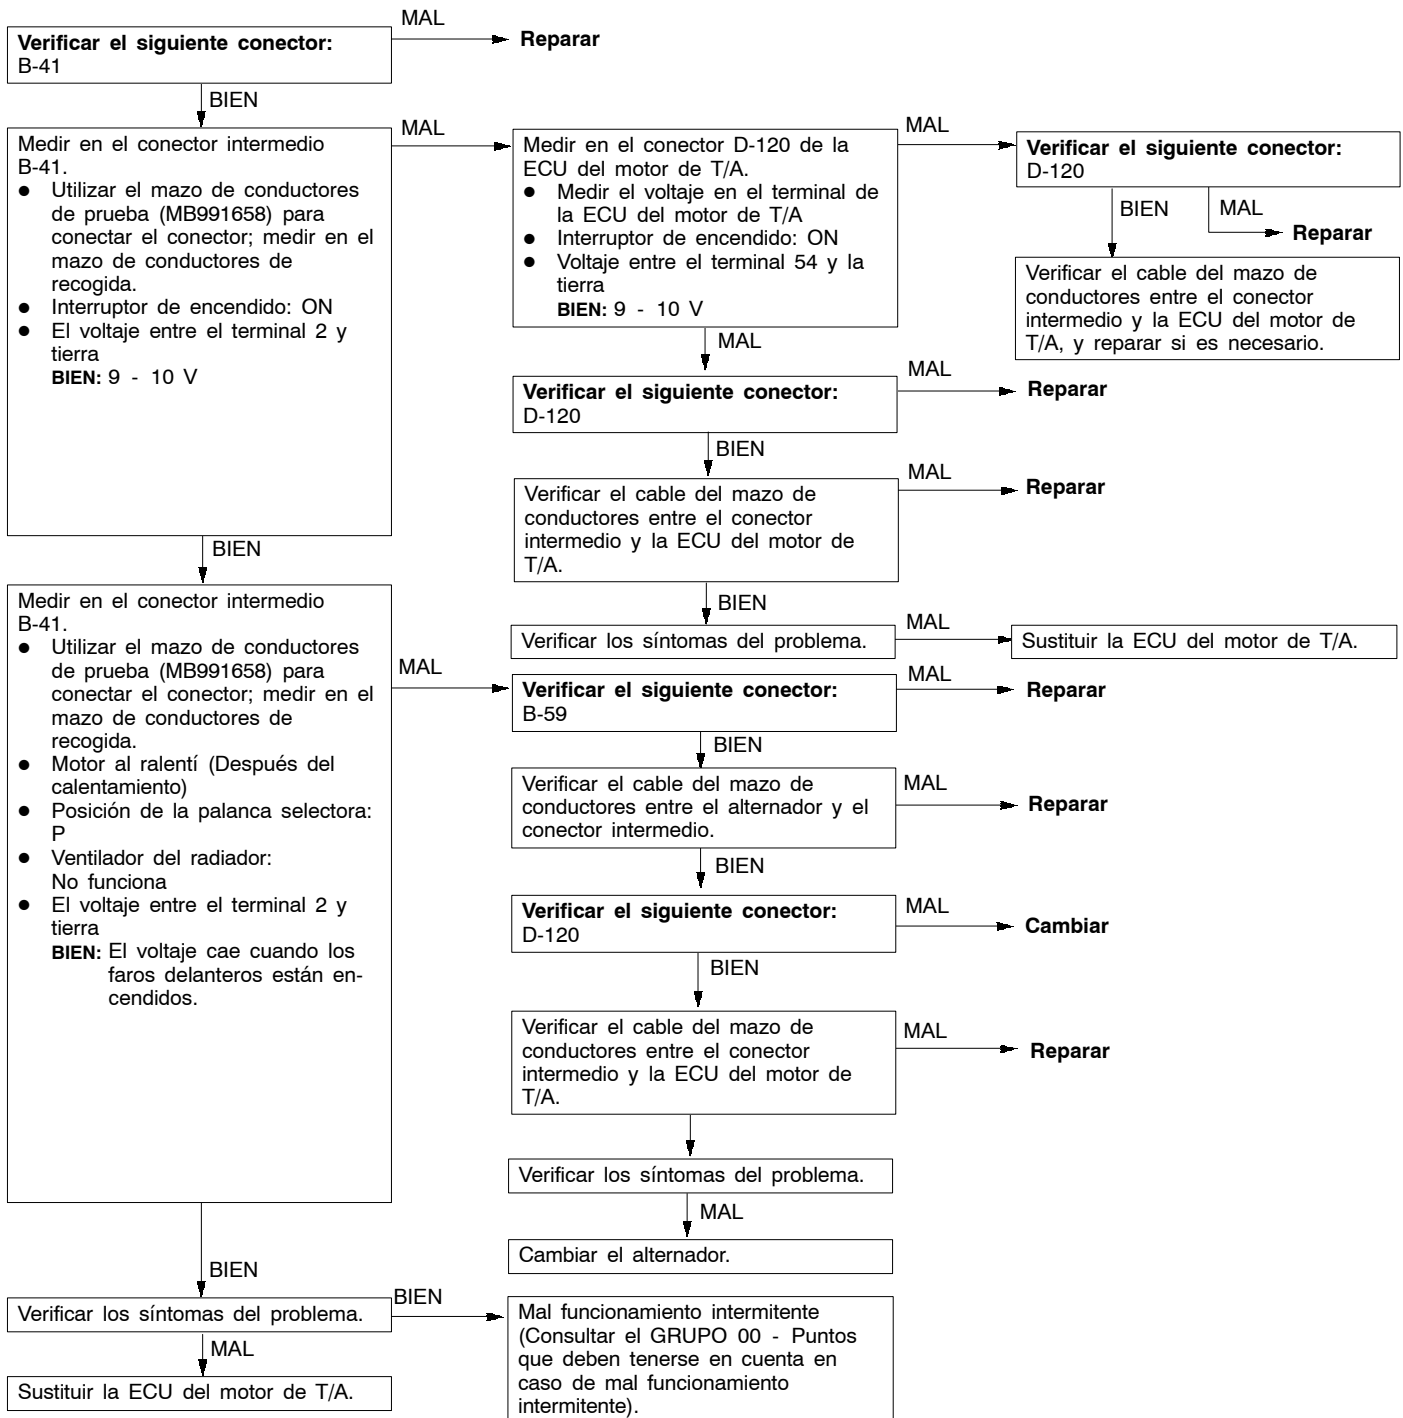 MAL
Verificar el siguiente conector:
B-41
Reparar
BIEN
Medir en el conector intermedio
B-41.
● Utilizar el mazo de conductores
de prueba (MB991658) para
conectar el conector; medir en el
mazo de conductores de
recogida.
● Interruptor de encendido: ON
● El voltaje entre el terminal 2 y
tierra
BIEN: 9 - 10 V
MAL
Medir en el conector D-120 de la
ECU del motor de T/A.
● Medir el voltaje en el terminal de
la ECU del motor de T/A
● Interruptor de encendido: ON
● Voltaje entre el terminal 54 y la
tierra
BIEN: 9 - 10 V
MAL
Verificar el siguiente conector:
D-120
BIEN
MAL
Reparar
Verificar el cable del mazo de
conductores entre el conector
intermedio y la ECU del motor de
T/A, y reparar si es necesario.
MAL
Verificar el siguiente conector:
D-120
MAL
Reparar
BIEN
Verificar el cable del mazo de
conductores entre el conector
intermedio y la ECU del motor de
T/A.
MAL
Reparar
BIEN
Verificar los síntomas del problema.
MAL
Sustituir la ECU del motor de T/A.
BIEN
Medir en el conector intermedio
B-41.
● Utilizar el mazo de conductores
de prueba (MB991658) para
conectar el conector; medir en el
mazo de conductores de
recogida.
● Motor al ralentí (Después del
calentamiento)
● Posición de la palanca selectora:
P
● Ventilador del radiador:
No funciona
● El voltaje entre el terminal 2 y
tierra
BIEN: El voltaje cae cuando los
faros delanteros están en-
cendidos.
MAL
Verificar el siguiente conector:
B-59
MAL
Reparar
BIEN
Verificar el cable del mazo de
conductores entre el alternador y el
conector intermedio.
MAL
Reparar
BIEN
Verificar el siguiente conector:
D-120
MAL
Cambiar
BIEN
Verificar el cable del mazo de
conductores entre el conector
intermedio y la ECU del motor de
T/A.
MAL
Reparar
Verificar los síntomas del problema.
MAL
Cambiar el alternador.
BIEN
Verificar los síntomas del problema.
BIEN
Mal funcionamiento intermitente
(Consultar el GRUPO 00 - Puntos
que deben tenerse en cuenta en
caso de mal funcionamiento
intermitente).
MAL
Sustituir la ECU del motor de T/A.